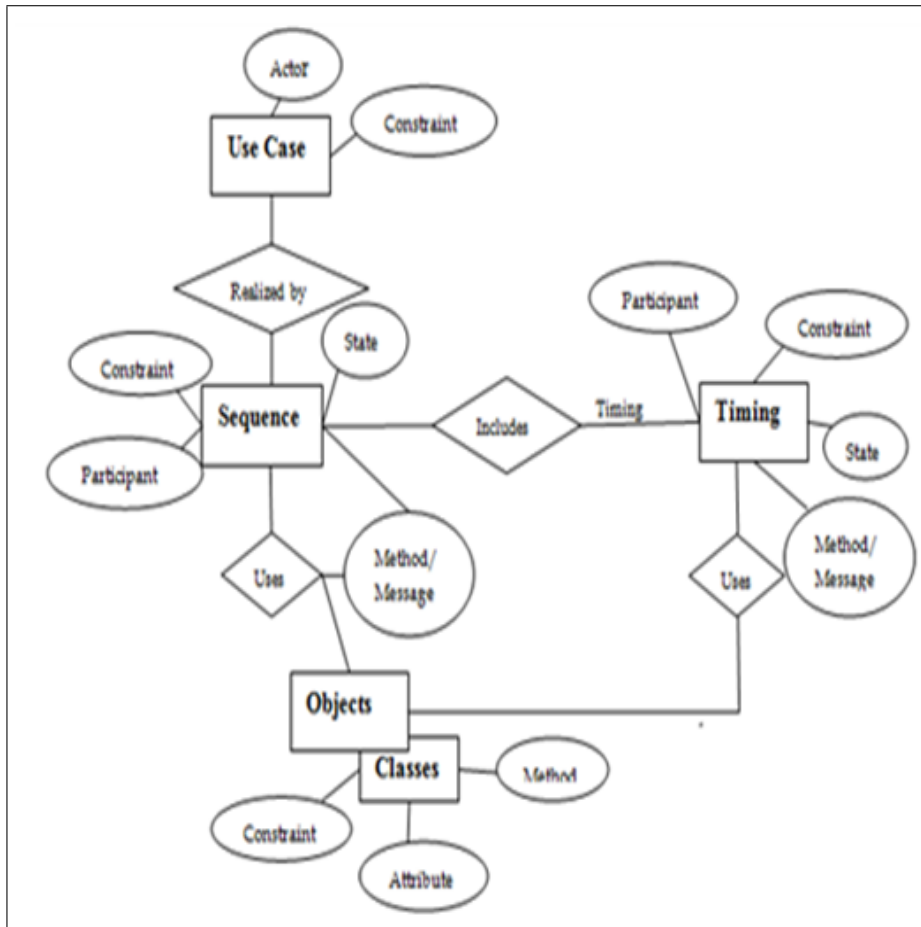 Actor
Constraint
Use Case
Realized by
Participant
State
Constraint
Constraint
Sequence
Includes
Timing
Timing
State
Participant
Method/
Message
Method/
Message
Uses
Uses
Objects
Classes
Method
Constraint
Attribute